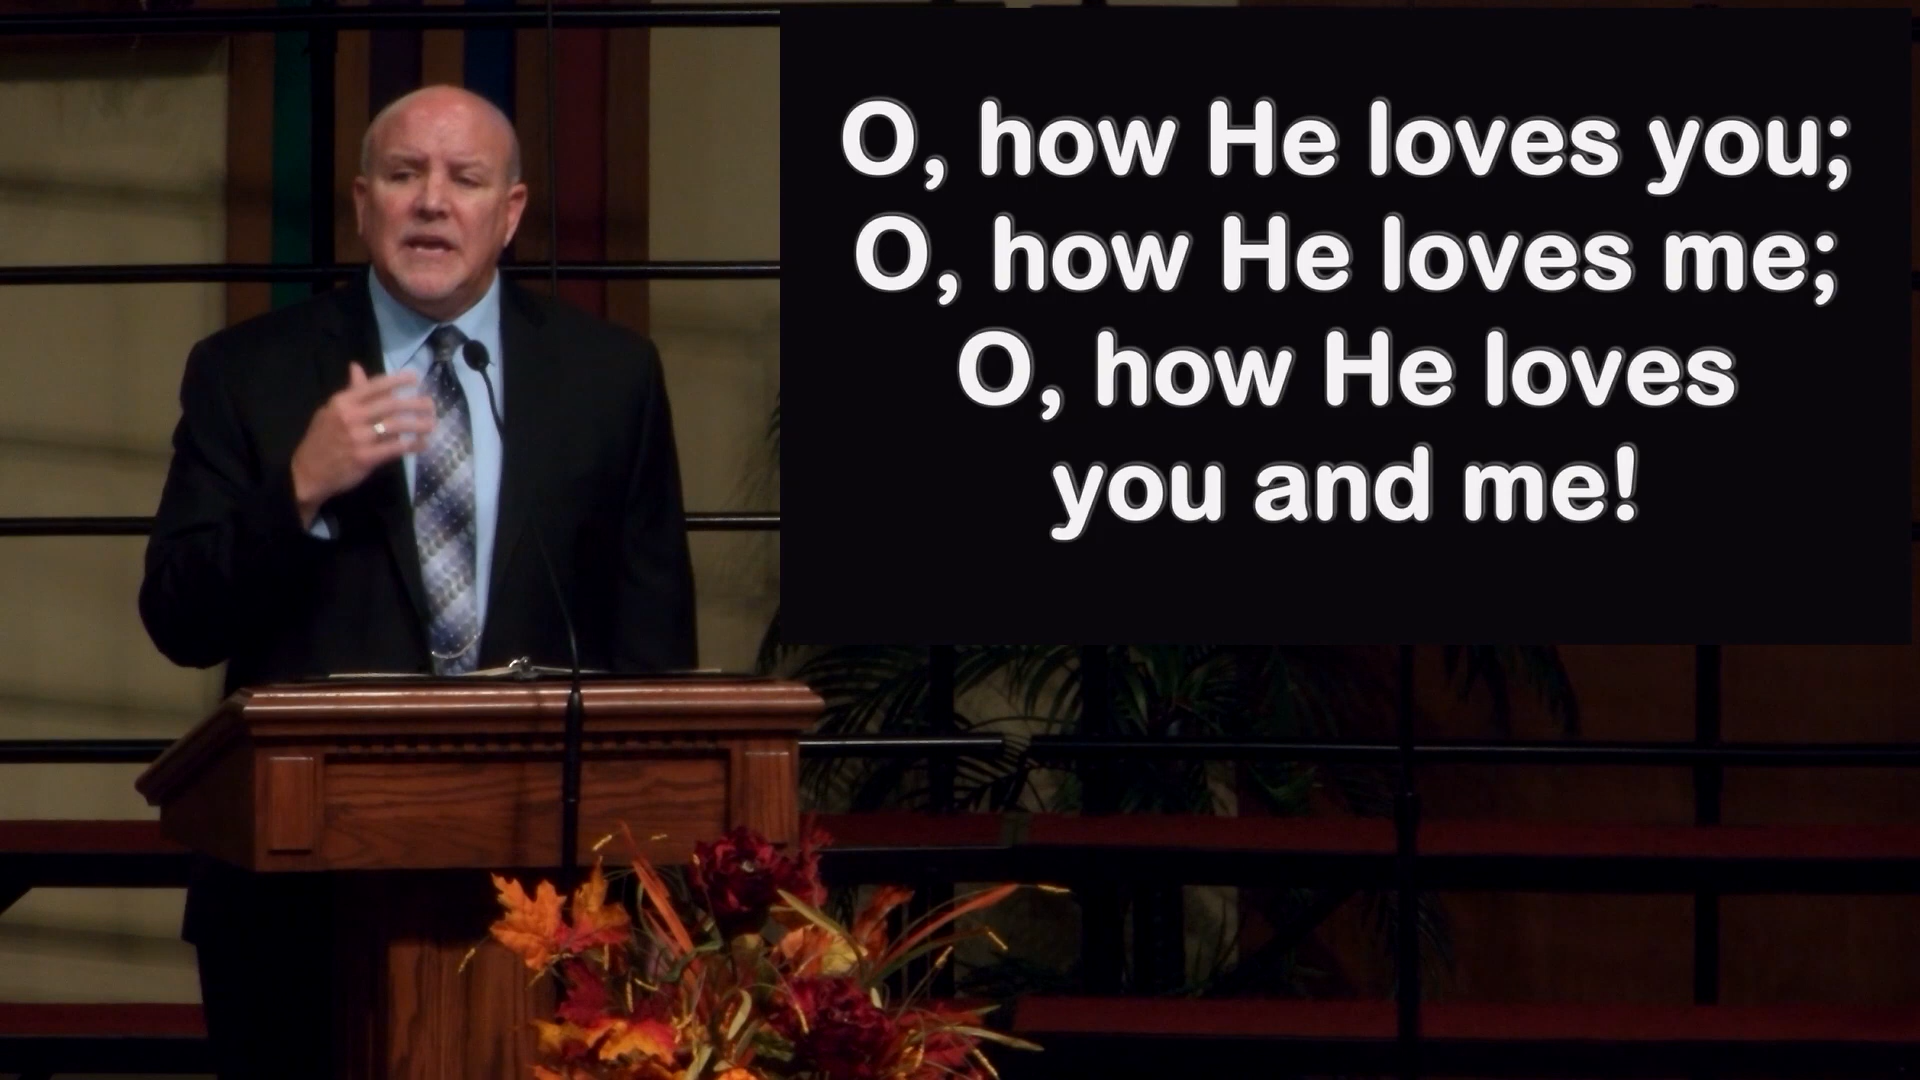 O, how He loves you;
O, how He loves me;
O, how He loves
you and me!